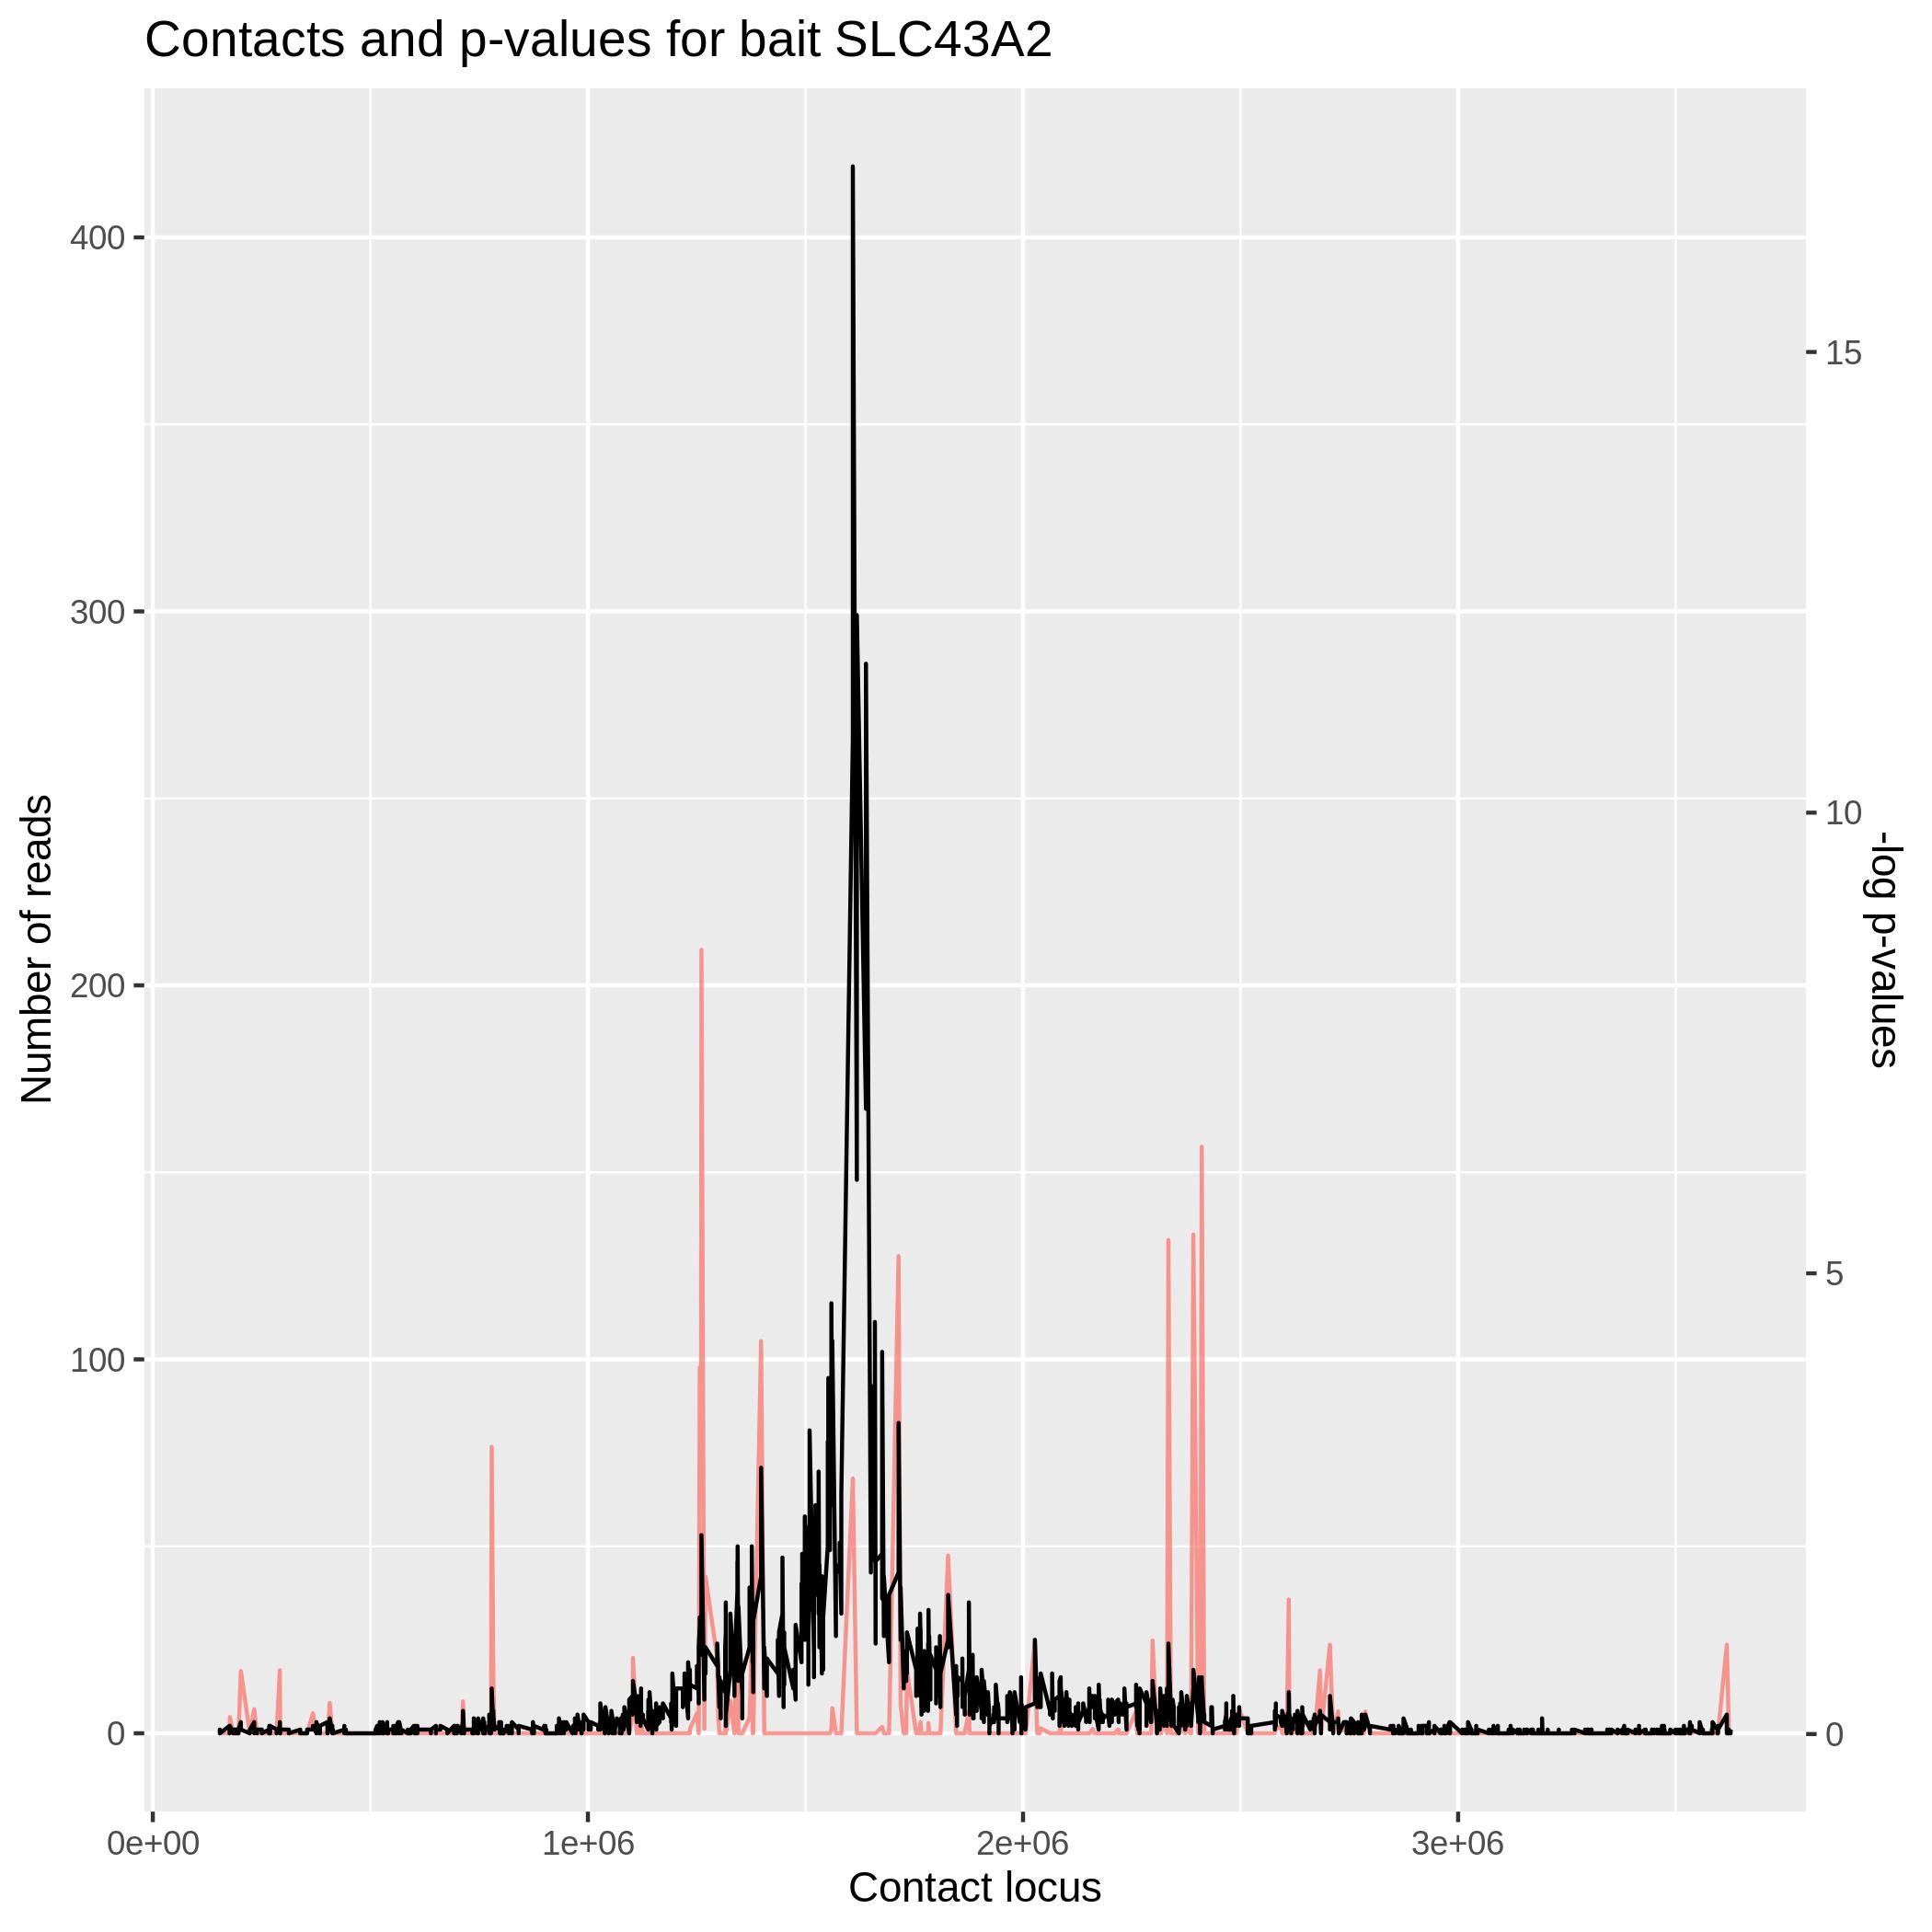 Contacts and p-values for bait SLC43A2
400
300
200
100
0
15
10
5
0
Number of reads
-log p-values
0e+00
1e+06
2e+06
3e+06
Contact locus